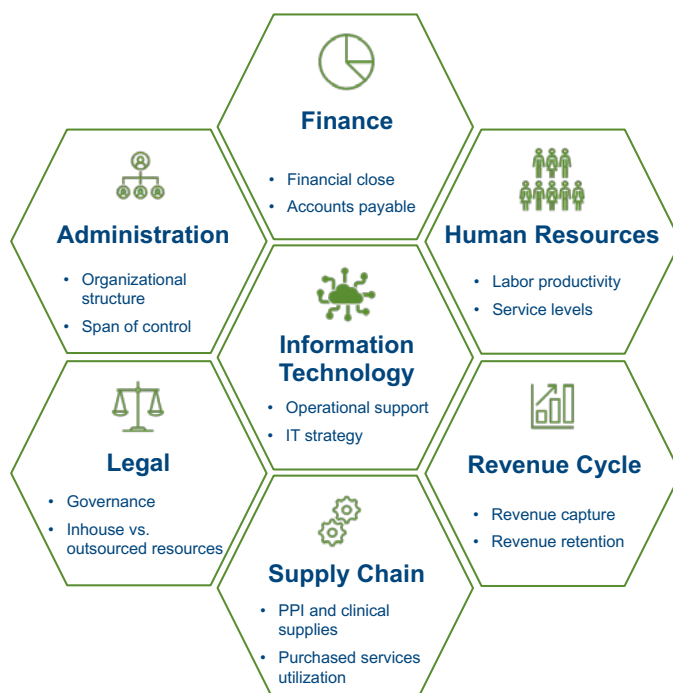 Finance
• Financial close
• Accounts payable
Administration
• Organizational
structure
• Span of control
Human Resources
• Labor productivity
• Service levels
Information
Technology
• Operational support
• IT strategy
Legal
• Governance
• Inhouse vs.
outsourced resources
Revenue Cycle
• Revenue capture
• Revenue retention
Supply Chain
• PPI and clinical
supplies
• Purchased services
utilization